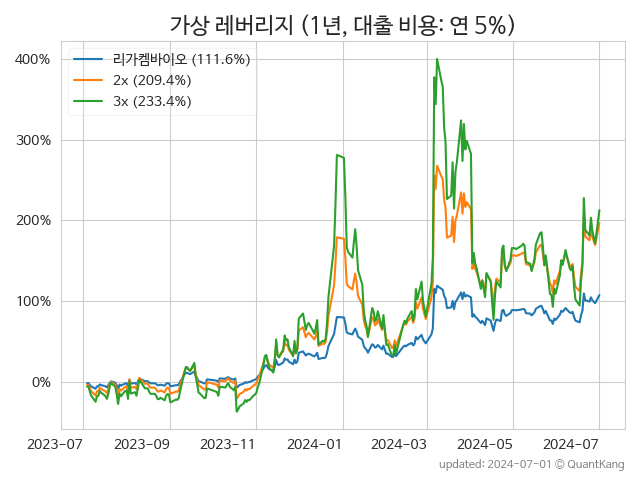 가상 레버리지 (1년, 대출 비용: 연 5%)
리가켐바이오 (111.6%)
2x (209.4%)
3x (233.4%)
400%
300%
200%
100%
0%
2023-07 2023-09 2023-11 2024-01 2024-03 2024-05 2024-07
updated: 2024-07-01 © QuantKang